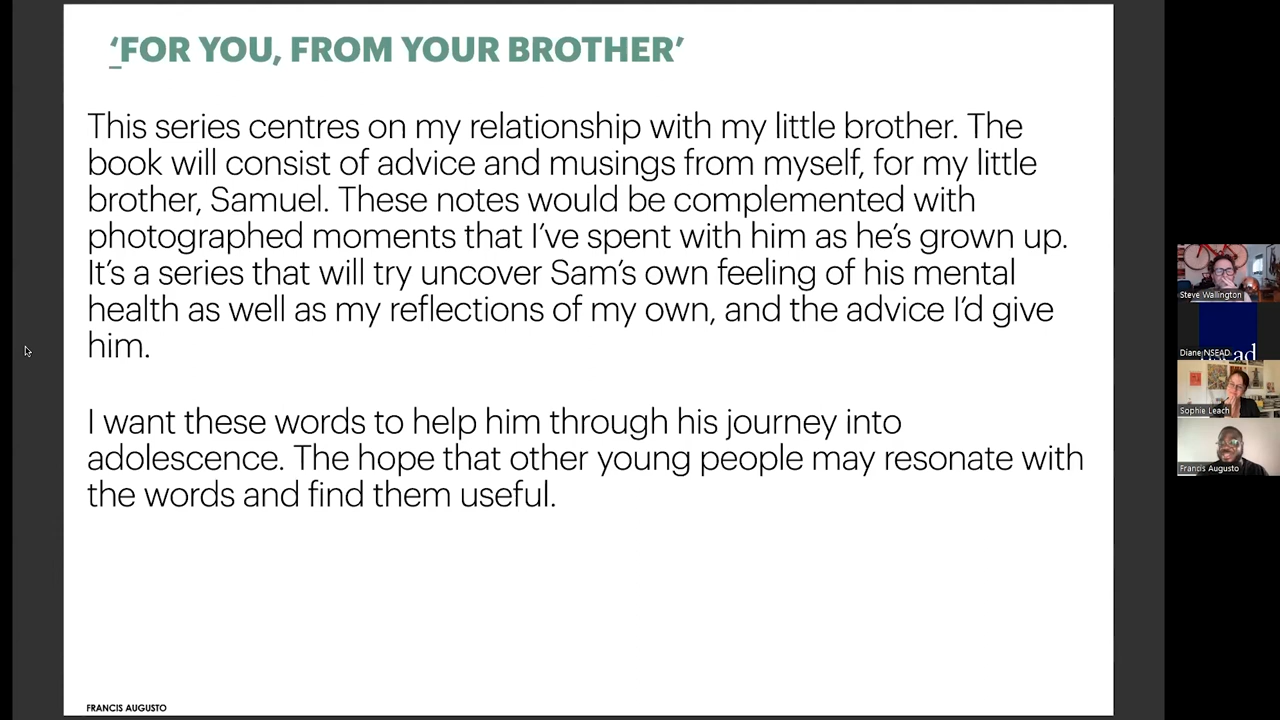 ‘FOR YOU, FROM YOUR BROTHER’
This series centres on my relationship with my little brother. The
book will consist of advice and musings from myself, for my little
brother, Samuel. These notes would be complemented with
photographed moments that I’ve spent with him as he’s grown up.
It’s a series that will try uncover Sam’s own feeling of his mental
health as well as my reflections of my own, and the advice I’d give
him.
I want these words to help him through his journey into
adolescence. The hope that other young people may resonate with
the words and find them useful.
FRANCIS AUGUSTO
Steve Wallington
Diane NSEAD
Sophie Leach
Francis Augusto